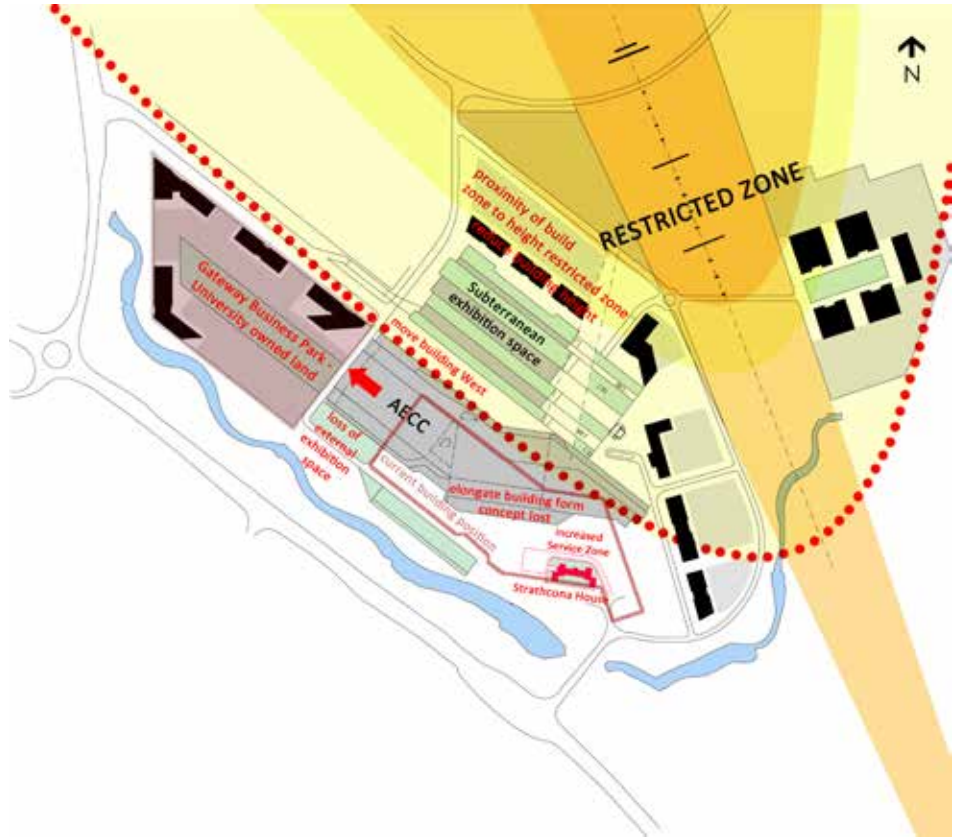 N
RESTRICTED ZONE
proximity of build
zone to height restricted zone
reduce building height
Subterranean
exhibition space
Gateway Business Park -
University owned land
move building West
AECC
loss of
external
exhibition
space
current building position
elongate building form
concept lost
increased
Service Zone
Strathcona House